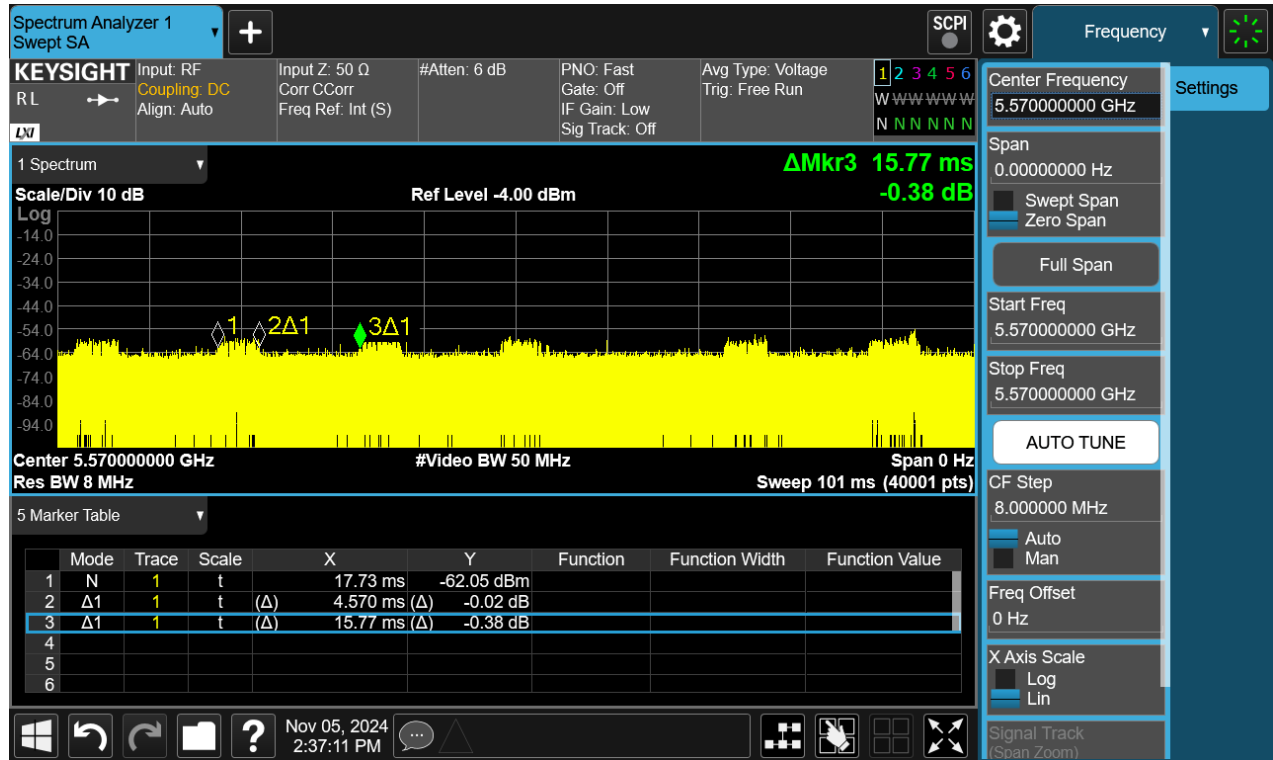 Spectrum Analyzer 1
Swept SA
+
SCPI
Frequency
KEYSIGHT
Input: RF
Input Z: 50 Ω
#Atten: 6 dB
PNO: Fast
Avg Type: Voltage
1 2 3 4 5 6
R L
Coupling: DC
Corr CCorr
Gate: Off
Trig: Free Run
W W W W W W
Align: Auto
Freq Ref: Int (S)
IF Gain: Low
LXI
Sig Track: Off
N N N N N N
1 Spectrum
ΔMkr3 15.77 ms
Scale/Div 10 dB
Ref Level -4.00 dBm
-0.38 dB
Log
-14.0
-24.0
-34.0
-44.0
-54.0
-64.0
-74.0
-84.0
-94.0
1
2Δ1
3Δ1
Center 5.570000000 GHz
#Video BW 50 MHz
Span 0 Hz
Res BW 8 MHz
Sweep 101 ms (40001 pts)
5 Marker Table
Mode Trace Scale X Y Function Function Width Function Value
1 N 1 t 17.73 ms -62.05 dBm
2 Δ1 1 t (Δ) 4.570 ms (Δ) -0.02 dB
3 Δ1 1 t (Δ) 15.77 ms (Δ) -0.38 dB
4
5
6
?
Nov 05, 2024
2:37:11 PM
Center Frequency
5.570000000 GHz
Settings
Span
0.00000000 Hz
Swept Span
Zero Span
Full Span
Start Freq
5.570000000 GHz
Stop Freq
5.570000000 GHz
AUTO TUNE
CF Step
8.000000 MHz
Auto
Man
Freq Offset
0 Hz
X Axis Scale
Log
Lin
Signal Track
(Span Zoom)